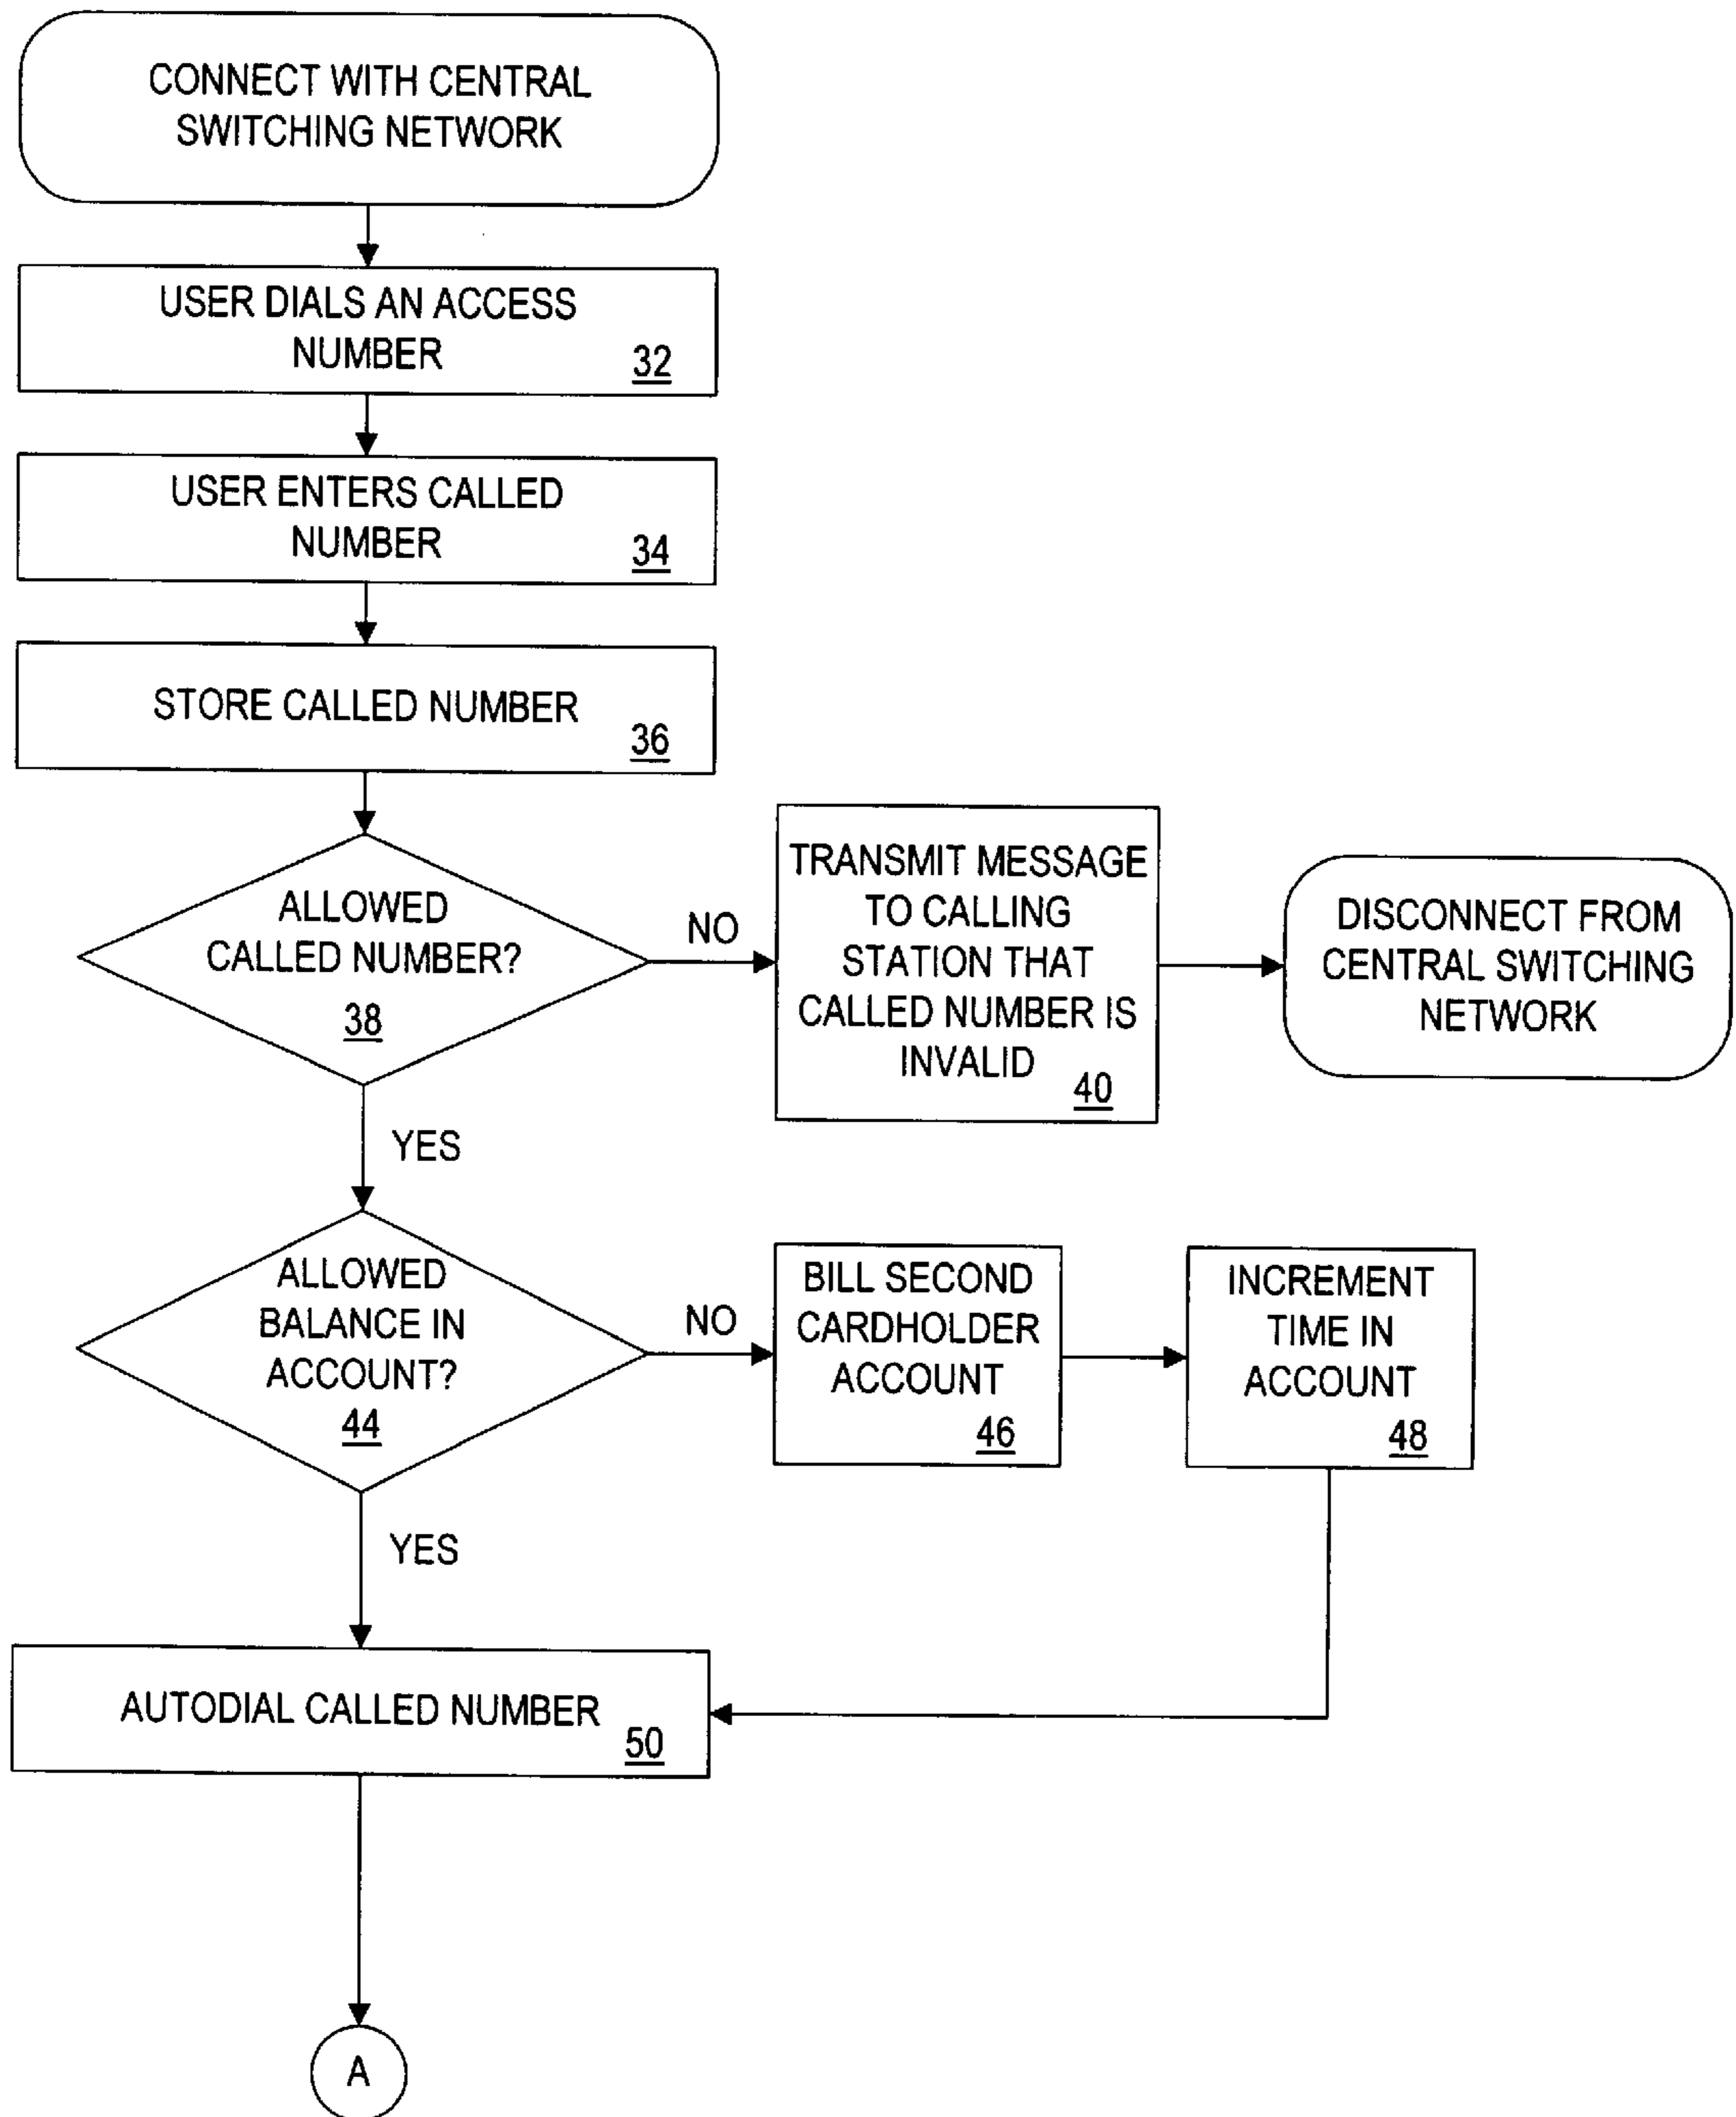 CONNECT WITH CENTRAL
SWITCHING NETWORK
USER DIALS AN ACCESS
NUMBER
32
USER ENTERS CALLED
NUMBER
34
STORE CALLED NUMBER
36
ALLOWED
CALLED NUMBER?
38
NO
TRANSMIT MESSAGE
TO CALLING
STATION THAT
CALLED NUMBER IS
INVALID
40
DISCONNECT FROM
CENTRAL SWITCHING
NETWORK
YES
ALLOWED
BALANCE IN
ACCOUNT?
44
NO
BILL SECOND
CARDHOLDER
ACCOUNT
46
INCREMENT
TIME IN
ACCOUNT
48
YES
AUTODIAL CALLED NUMBER
50
A